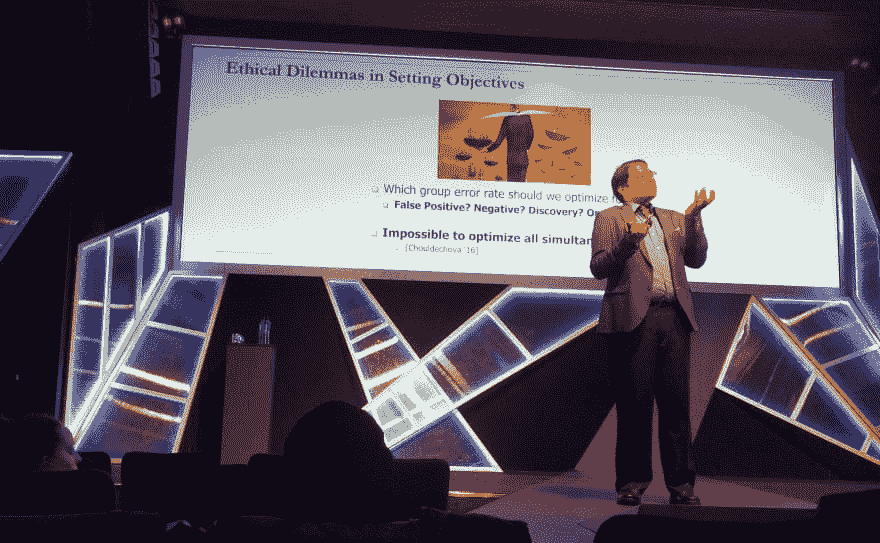 Ethical Dilemmas in Setting Objectives
Which group error rate should we optimize
False Positive? Negative? Discovery?
Impossible to optimize all
[Chouldechova '16]